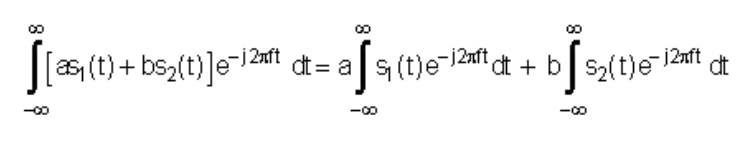 ∫_{-∞}^{∞} [as₁(t) + bs₂(t)] e^{-j2πft} dt = a ∫_{-∞}^{∞} s₁(t) e^{-j2πft} dt + b ∫_{-∞}^{∞} s₂(t) e^{-j2πft} dt